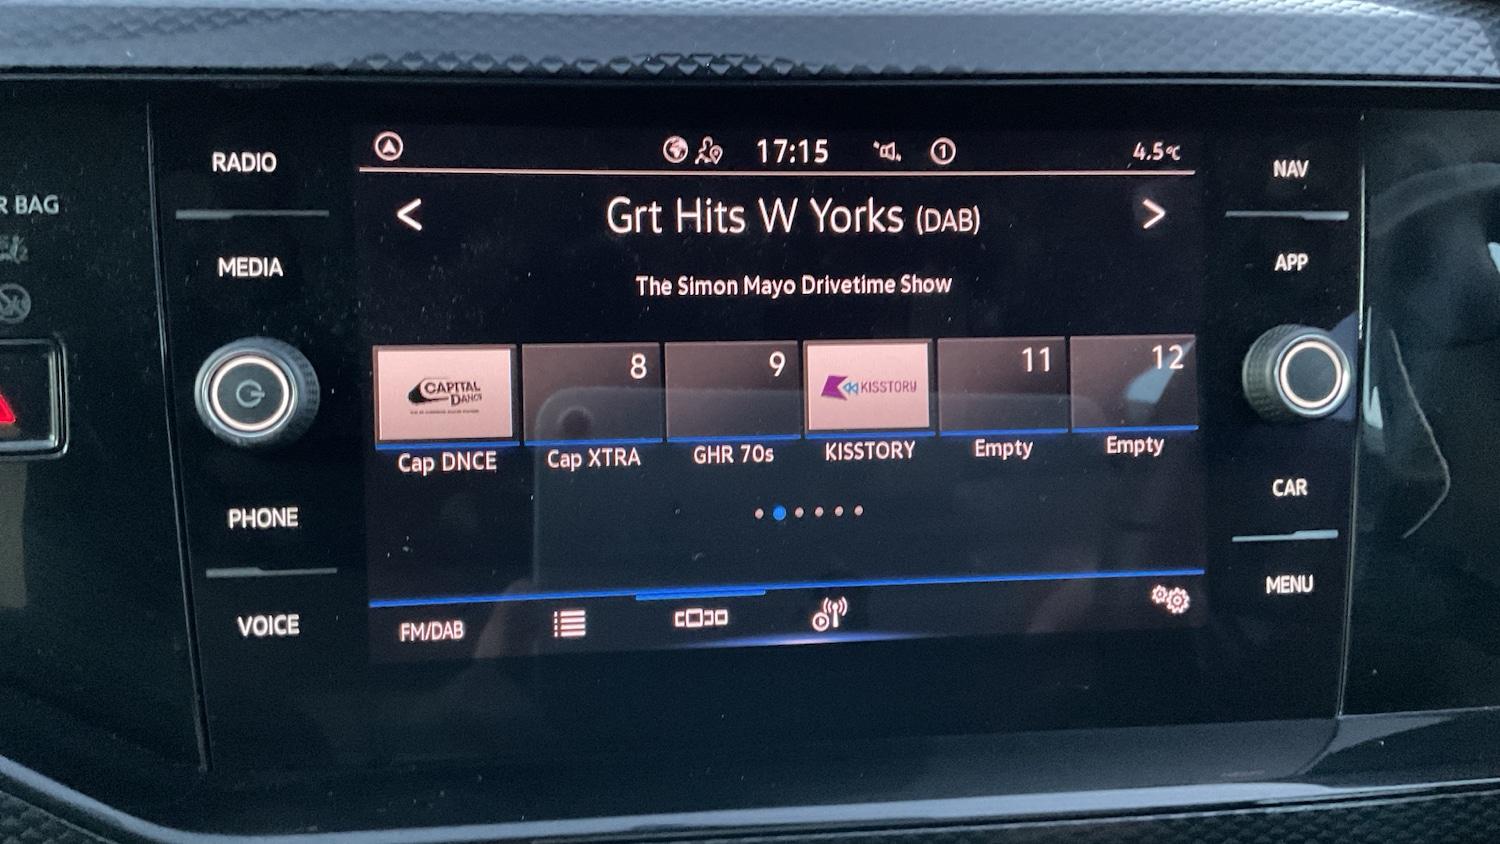 R BAG
RADIO
MEDIA
PHONE
VOICE
17:15
1
4.5°C
< Grt Hits W Yorks (DAB) >
The Simon Mayo Drivetime Show
CAPITAL
DANCE
8
9
KISSTORY
11
12
Cap DNCE
Cap XTRA
GHR 70s
KISSTORY
Empty
Empty
FM/DAB
NAV
APP
CAR
MENU